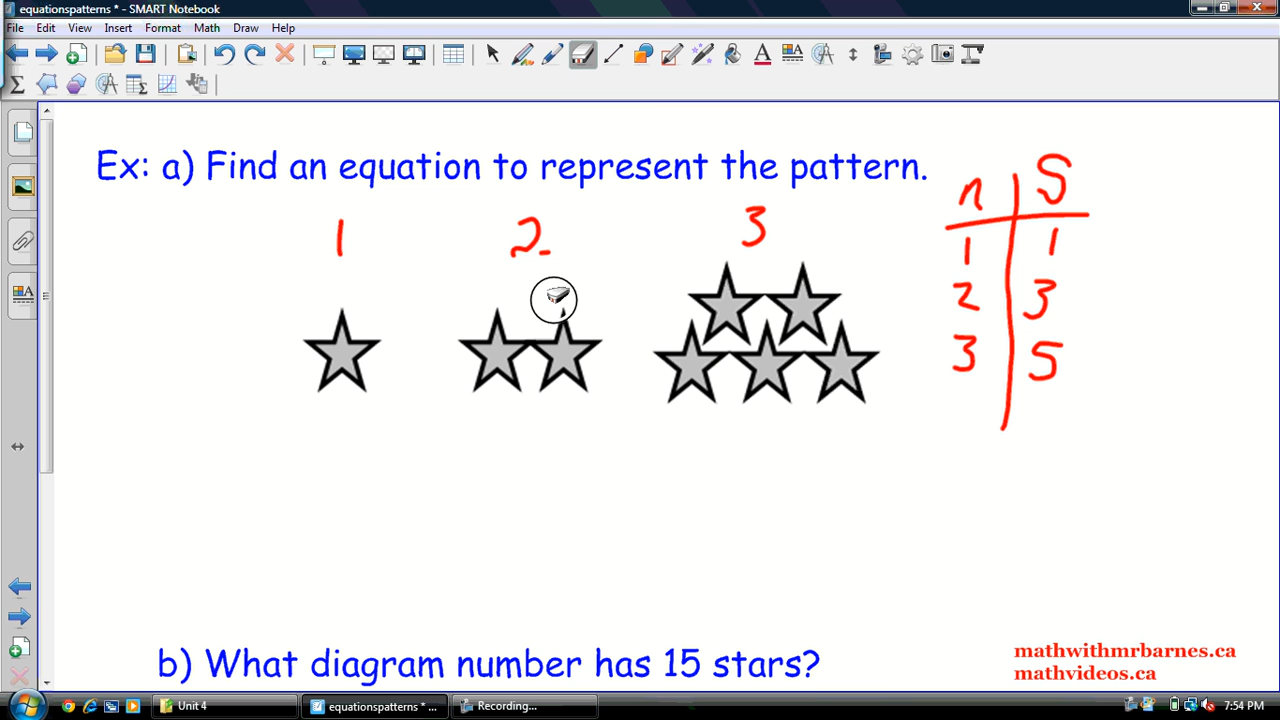 equationspatterns * - SMART Notebook
File Edit View Insert Format Math Draw Help
Ex: a) Find an equation to represent the pattern.
1 2 3
n S
1 1
2 3
3 5
b) What diagram number has 15 stars?
mathwithmrbarnes.ca
mathvideos.ca
Unit 4
equationspatterns * ...
Recording...
7:54 PM